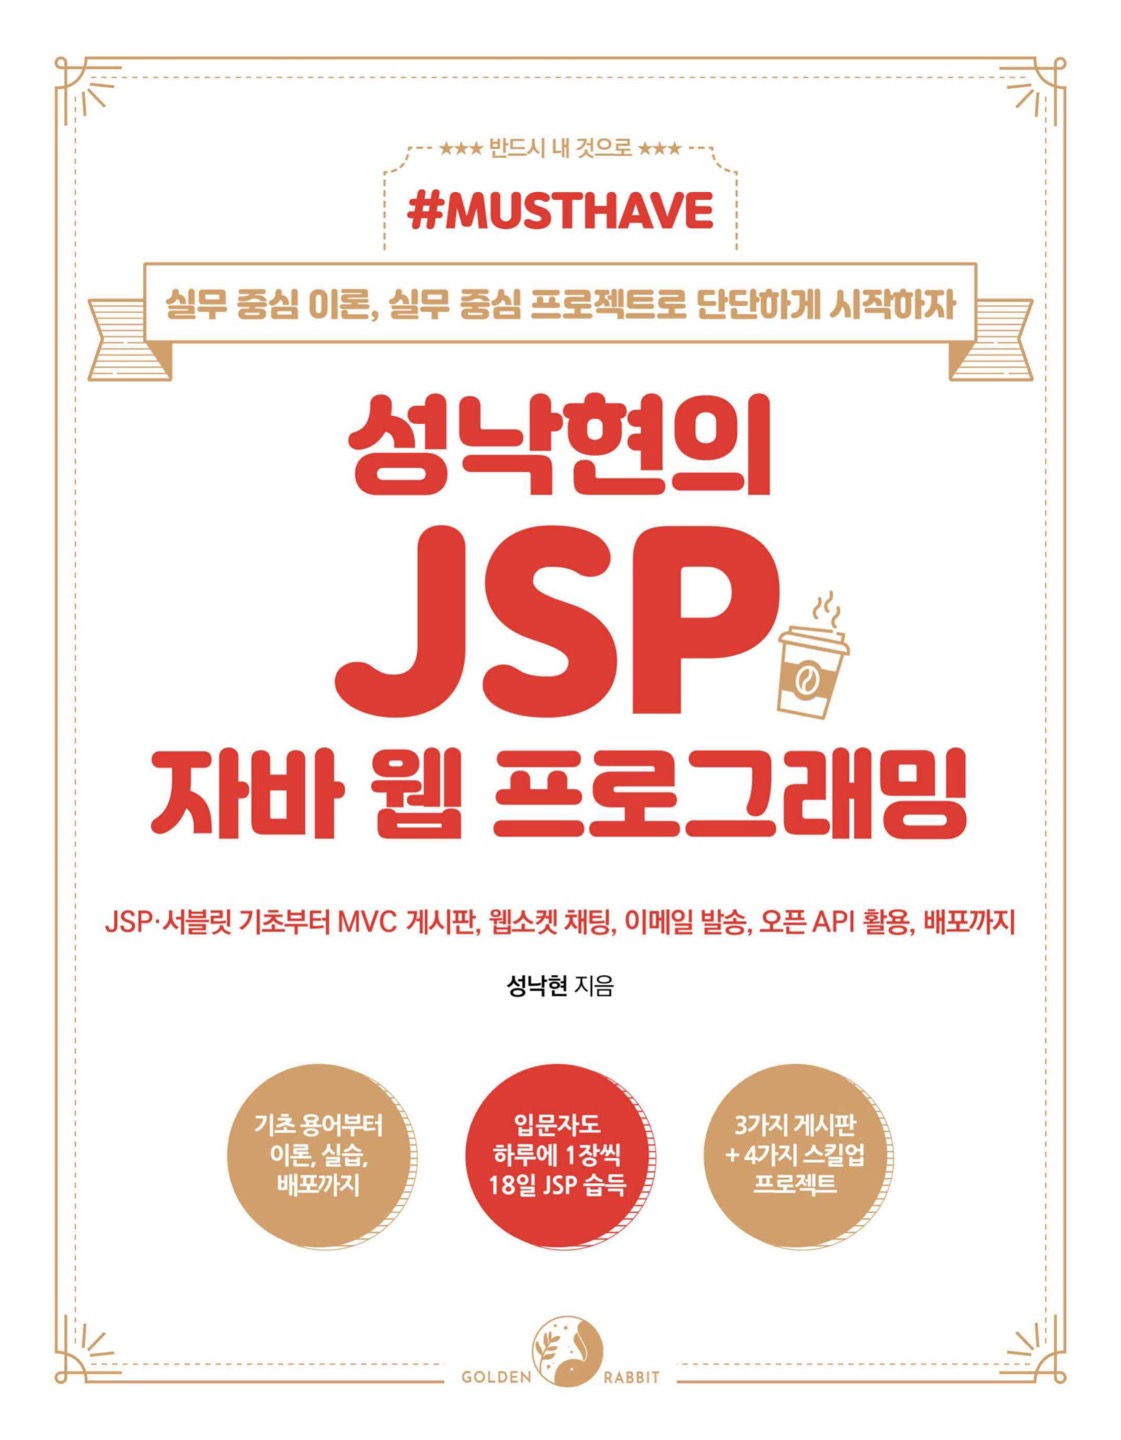 ★★★ 반드시 내 것으로 ★★★
#MUSTHAVE
실무 중심 이론, 실무 중심 프로젝트로 단단하게 시작하자
성낙현의
JSP
자바 웹 프로그래밍
JSP·서블릿 기초부터 MVC 게시판, 웹소켓 채팅, 이메일 발송, 오픈 API 활용, 배포까지
성낙현 지음
기초 용어부터
이론, 실습,
배포까지
입문자도
하루에 1장씩
18일 JSP 습득
3가지 게시판
+ 4가지 스킬업
프로젝트
GOLDEN RABBIT